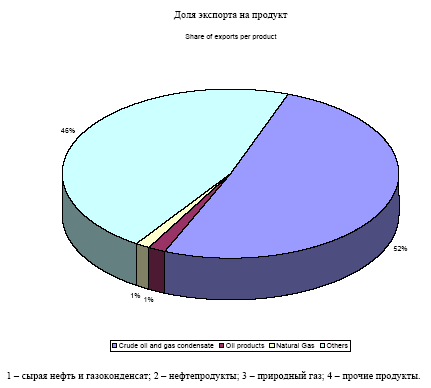 Доля экспорта на продукт
Share of exports per product
46%
52%
1% 1%
Crude oil and gas condensate Oil products Natural Gas Others
1 – сырая нефть и газоконденсат; 2 – нефтепродукты; 3 – природный газ; 4 – прочие продукты.